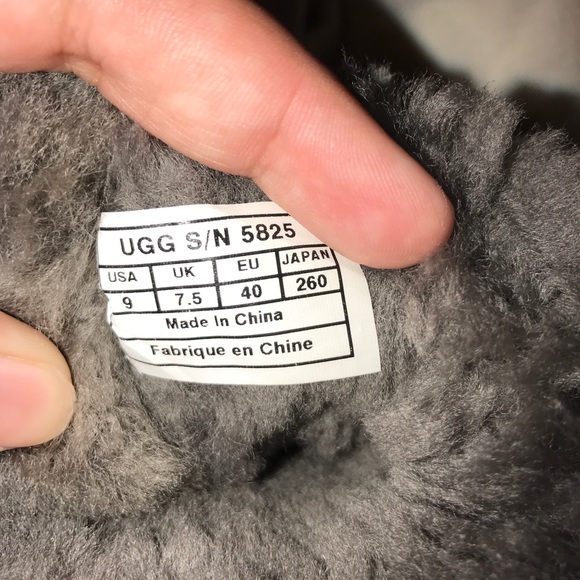 UGG S/N 5825
USA UK EU JAPAN
9 7.5 40 260
Made In China
Fabrique en Chine